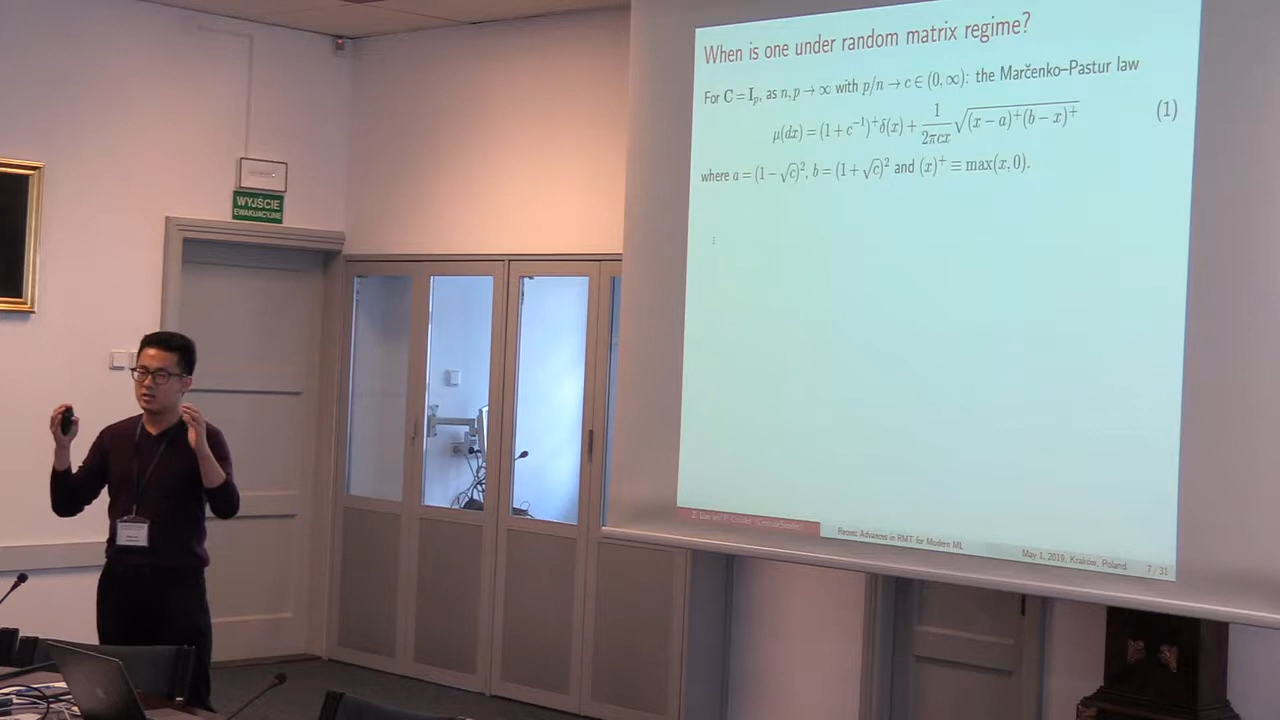 WYJŚCIE
EWAKUACYJNE
When is one under random matrix regime?
For C = I_p, as n, p → ∞ with p/n → c ∈ (0, ∞): the Marčenko–Pastur law
μ(dx) = (1 + c⁻¹)⁺δ(x) + 1/(2πcx) √((x − a)⁺(b − x)⁺) (1)
where a = (1 − √c)², b = (1 + √c)² and (x)⁺ ≡ max(x, 0).
Recent Advances in RMT for Modern ML
May 1, 2019, Kraków, Poland
7 / 31